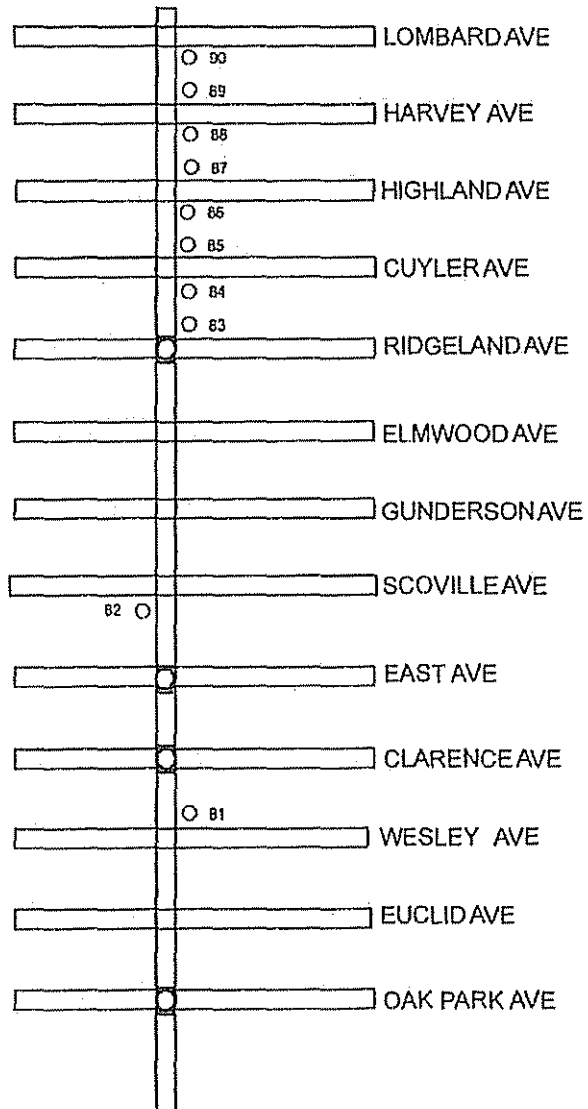 LOMBARD AVE
90
89
HARVEY AVE
88
87
HIGHLAND AVE
86
85
CUYLER AVE
84
83
RIDGELAND AVE
ELMWOOD AVE
GUNDERSON AVE
SCOVILLE AVE
82
EAST AVE
CLARENCE AVE
81
WESLEY AVE
EUCLID AVE
OAK PARK AVE